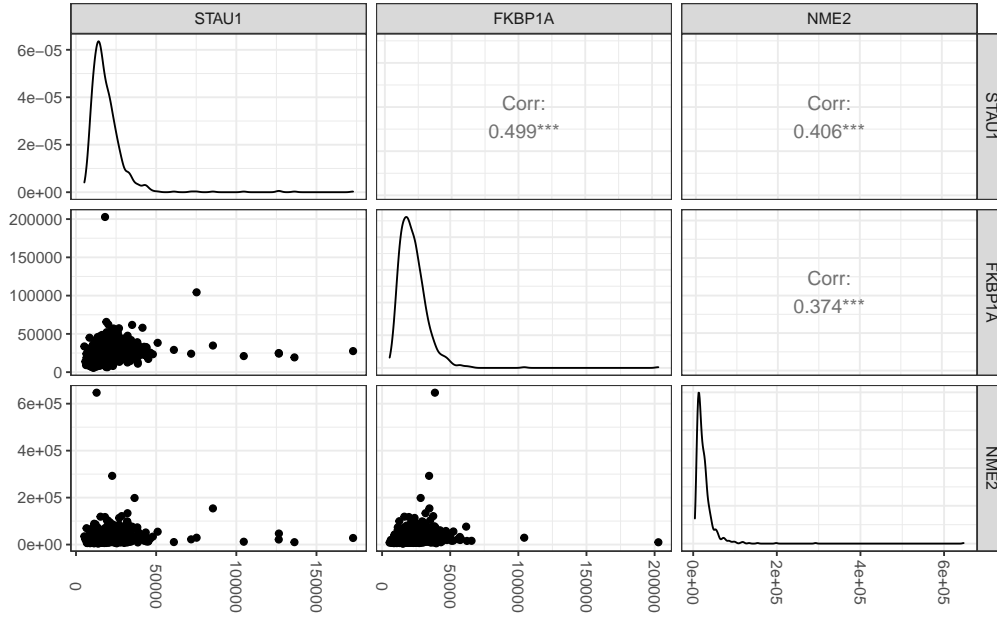 STAU1 FKBP1A NME2
6e−05
4e−05
2e−05
0e+00
Corr:
0.499***
Corr:
0.406***
STAU1
200000
150000
100000
50000
0
Corr:
0.374***
FKBP1A
6e+05
4e+05
2e+05
0e+00
NME2
0 50000 100000 150000
0 50000 100000 150000 200000
0e+00 2e+05 4e+05 6e+05